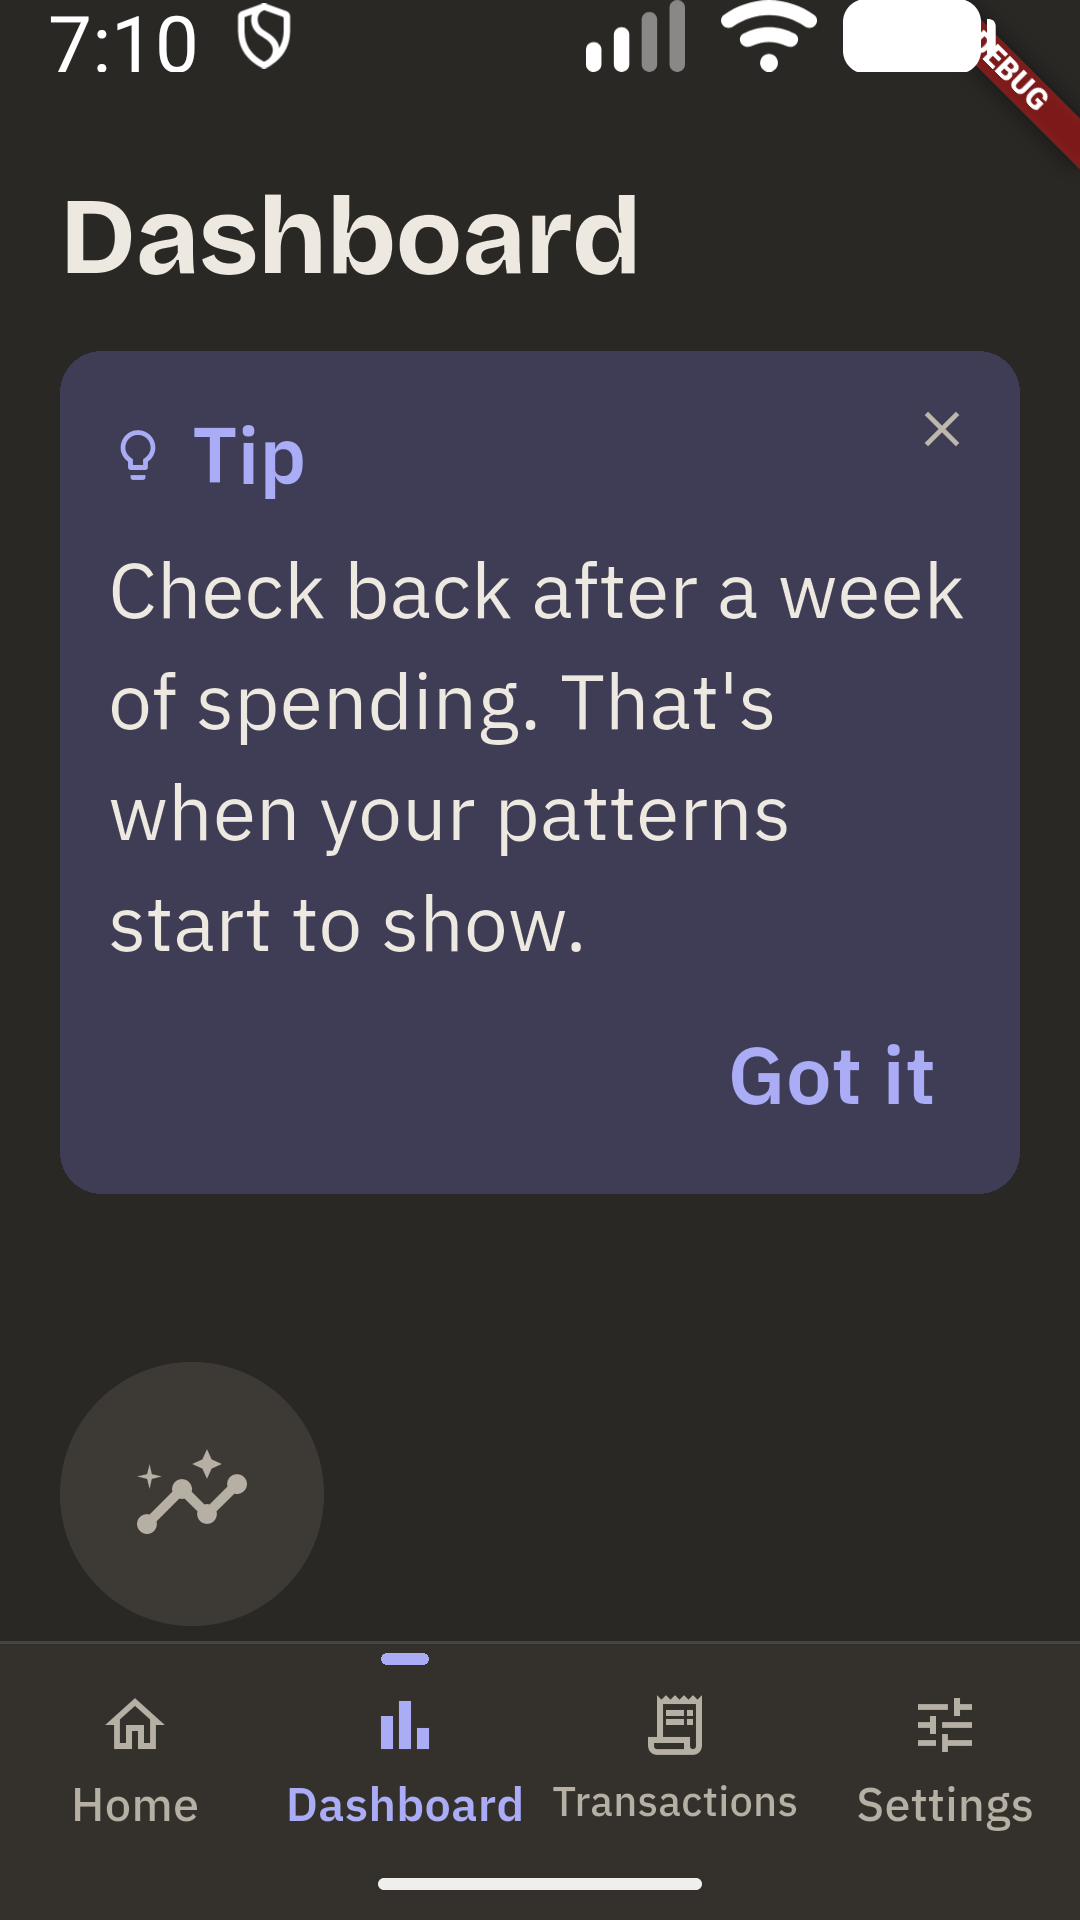 7:10
DEBUG
Dashboard
Tip
Check back after a week
of spending. That's
when your patterns
start to show.
Got it
Home
Dashboard
Transactions
Settings